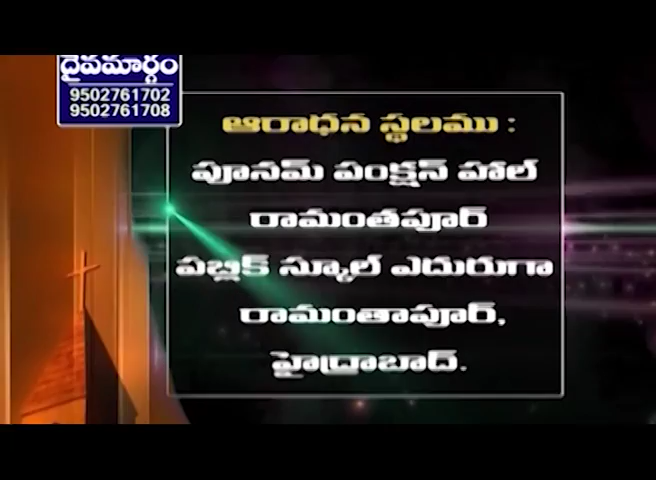 దైవమార్గం
9502761702
9502761708
ఆరాధన స్థలము :
పూనమ్ పంక్షన్ హాల్
రామంతపూర్
పబ్లిక్ స్కూల్ ఎదురుగా
రామంతాపూర్,
హైద్రాబాద్.